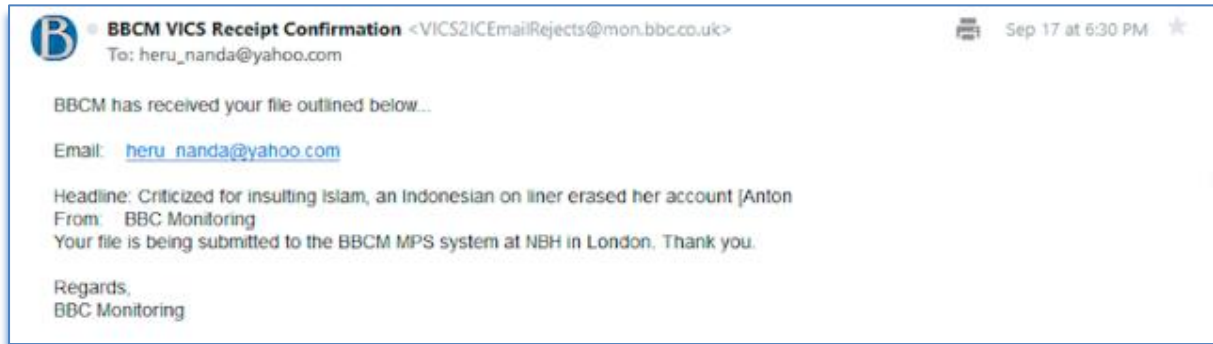 B
BBCM VICS Receipt Confirmation <VICS2ICEmailRejects@mon.bbc.co.uk> Sep 17 at 6:30 PM
To: heru_nanda@yahoo.com
BBCM has received your file outlined below...
Email: heru_nanda@yahoo.com
Headline: Criticized for insulting Islam, an Indonesian on liner erased her account [Anton
From: BBC Monitoring
Your file is being submitted to the BBCM MPS system at NBH in London. Thank you.
Regards,
BBC Monitoring